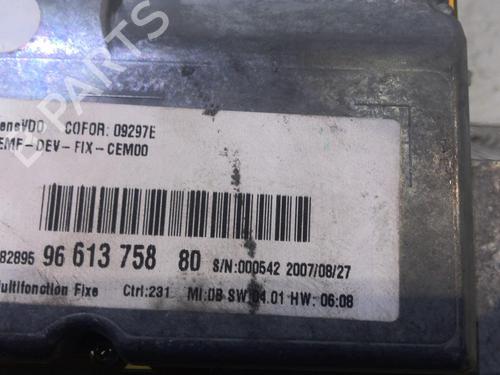 B-PARTS
ensVDO COFOR: 09297E
EMF-DEV-FIX-CEM00
82895 96 613 758 80 S/N:000542 2007/08/27
ultifonction Fixe Ctrl:231 MI:0B SW:04.01 HW: 06:08